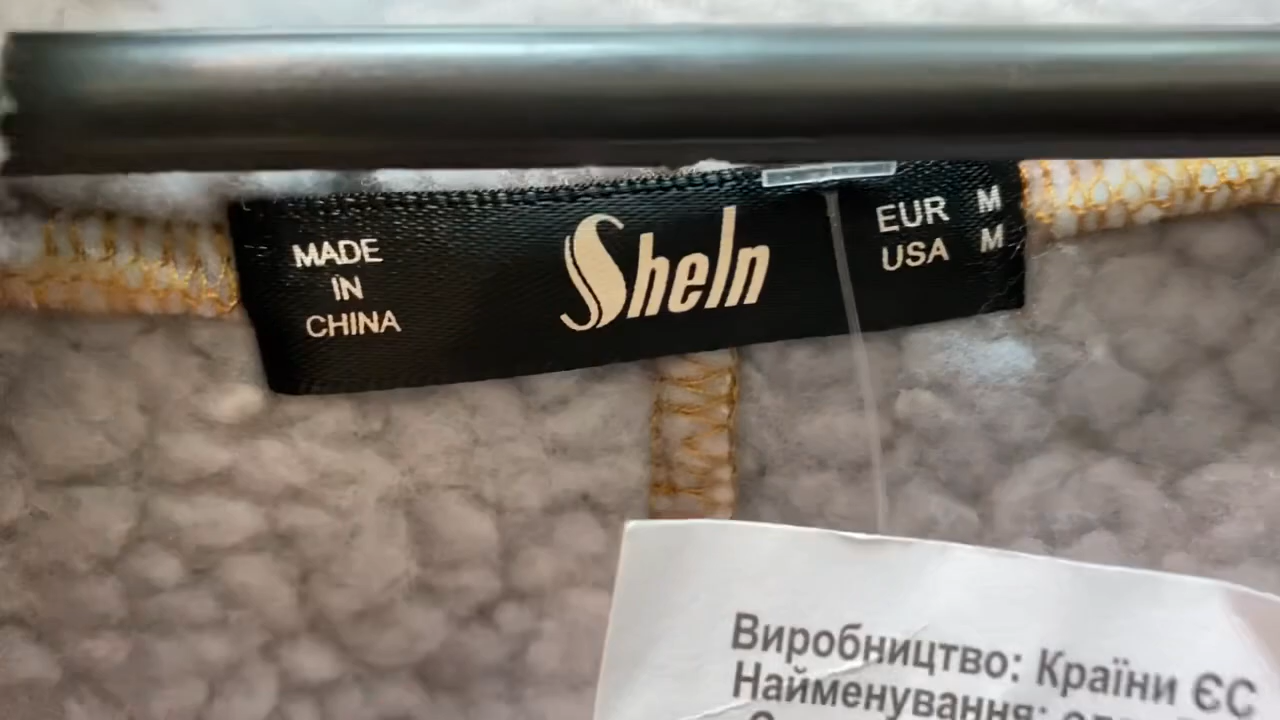 MADE
IN
CHINA
SheIn
EUR M
USA M
Виробництво: Країни ЄС
Найменування: